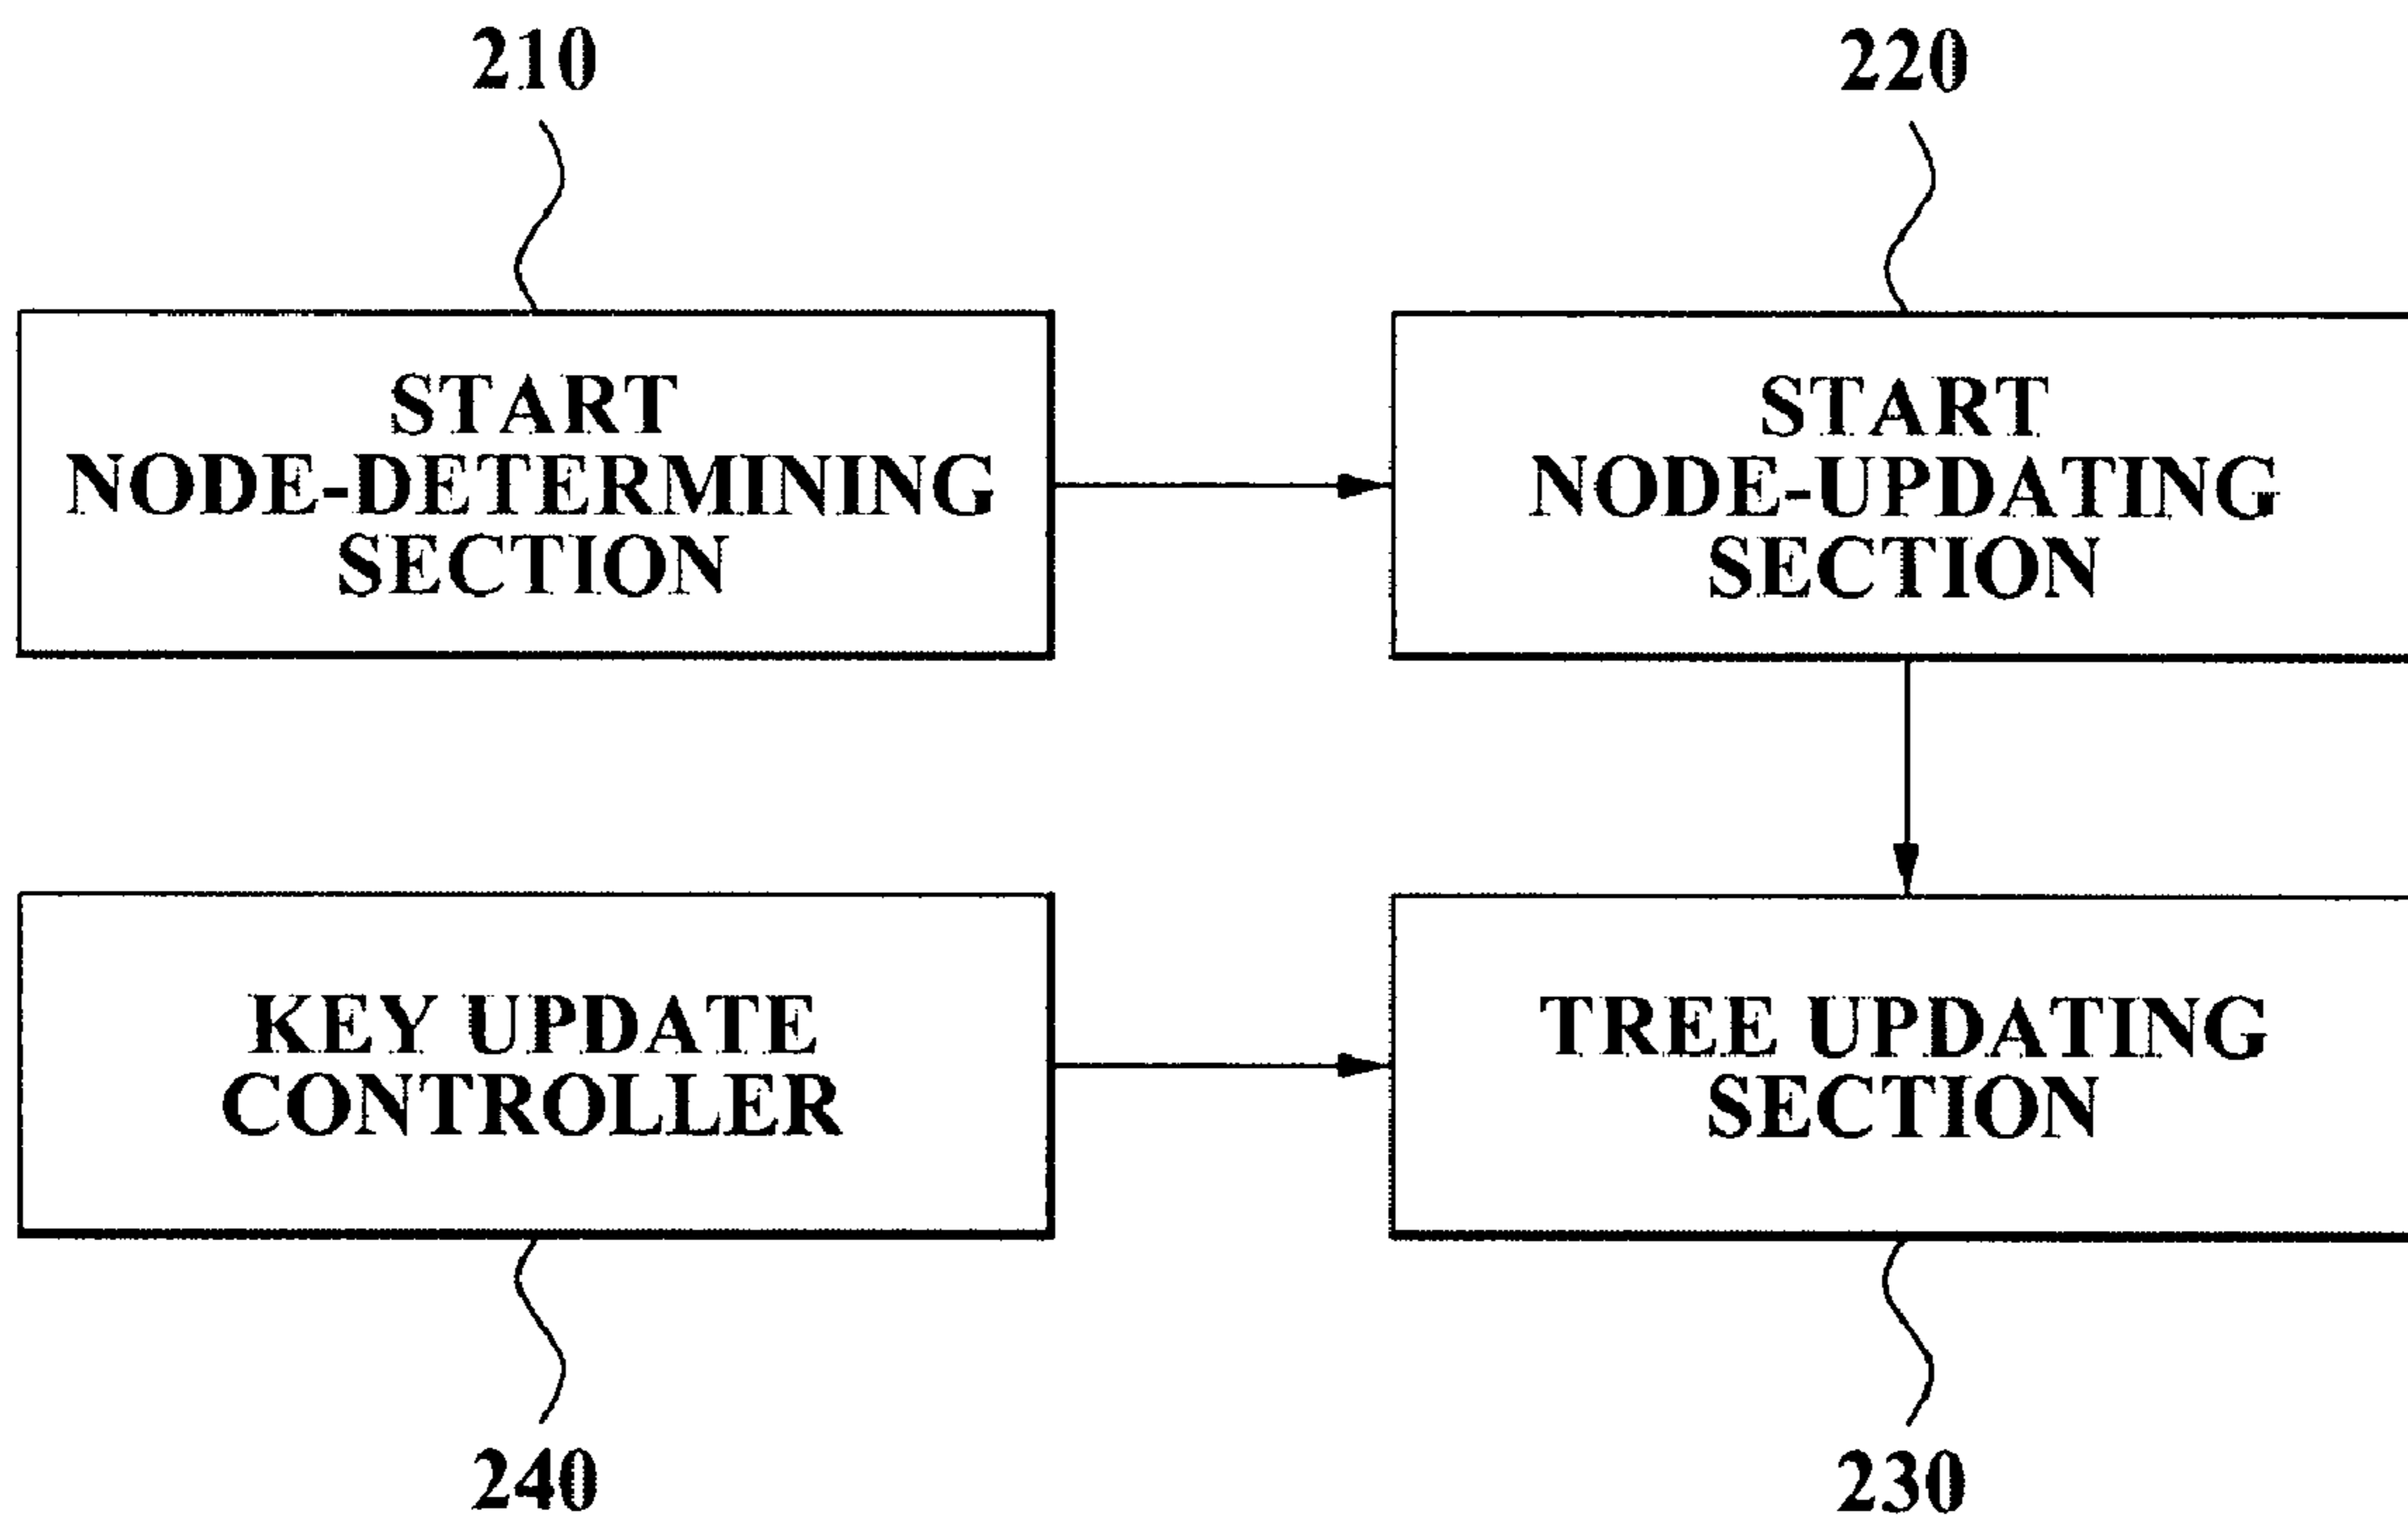 210
220
START
NODE-DETERMINING
SECTION
START
NODE-UPDATING
SECTION
KEY UPDATE
CONTROLLER
TREE UPDATING
SECTION
240
230